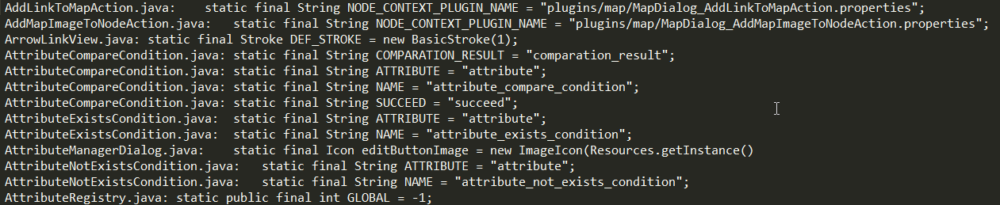 AddLinkToMapAction.java:    static final String NODE_CONTEXT_PLUGIN_NAME = "plugins/map/MapDialog_AddLinkToMapAction.properties";
AddMapImageToNodeAction.java:   static final String NODE_CONTEXT_PLUGIN_NAME = "plugins/map/MapDialog_AddMapImageToNodeAction.properties";
ArrowLinkView.java: static final Stroke DEF_STROKE = new BasicStroke(1);
AttributeCompareCondition.java: static final String COMPARATION_RESULT = "comparation_result";
AttributeCompareCondition.java: static final String ATTRIBUTE = "attribute";
AttributeCompareCondition.java: static final String NAME = "attribute_compare_condition";
AttributeCompareCondition.java: static final String SUCCEED = "succeed";
AttributeExistsCondition.java:  static final String ATTRIBUTE = "attribute";
AttributeExistsCondition.java:  static final String NAME = "attribute_exists_condition";
AttributeManagerDialog.java:    static final Icon editButtonImage = new ImageIcon(Resources.getInstance()
AttributeNotExistsCondition.java:   static final String ATTRIBUTE = "attribute";
AttributeNotExistsCondition.java:   static final String NAME = "attribute_not_exists_condition";
AttributeRegistry.java: static public final int GLOBAL = -1;